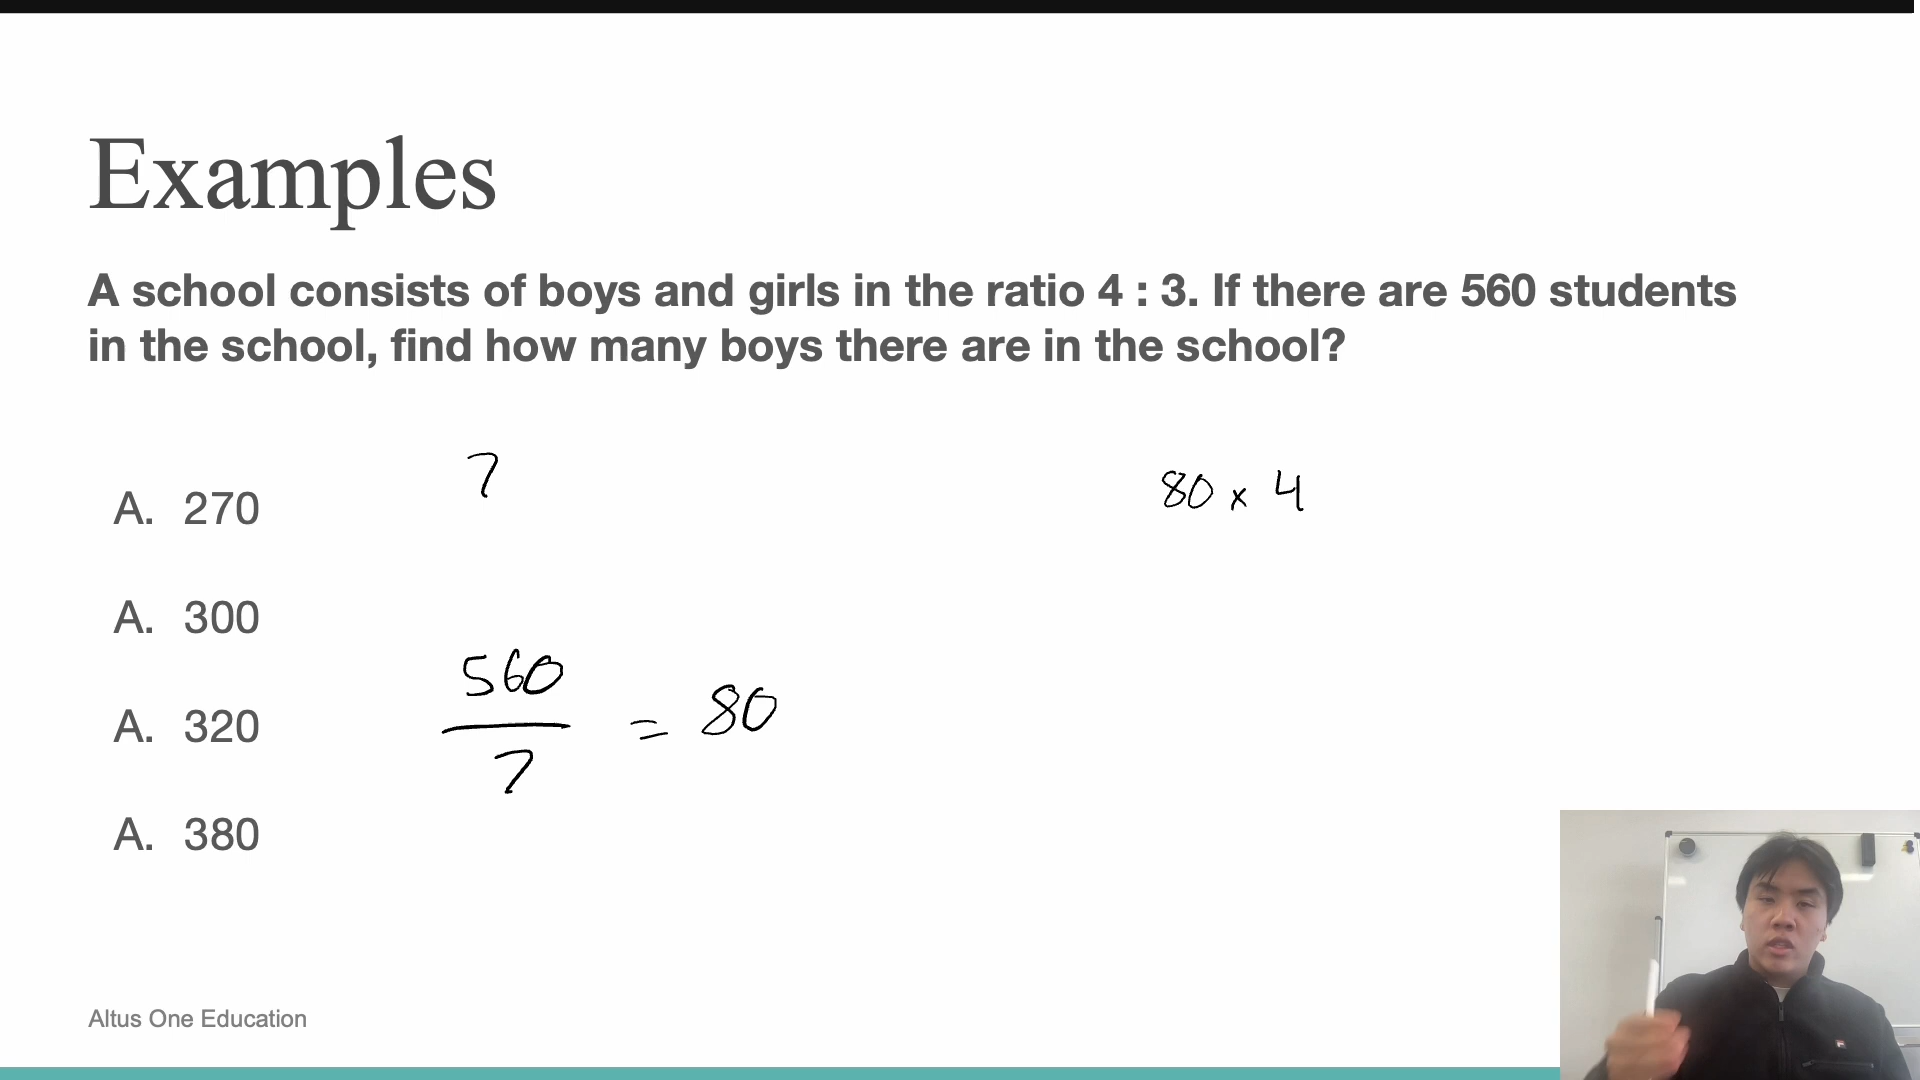 Examples
A school consists of boys and girls in the ratio 4 : 3. If there are 560 students
in the school, find how many boys there are in the school?
7
80 x 4
A. 270
A. 300
560
A. 320
= 80
7
A. 380
Altus One Education